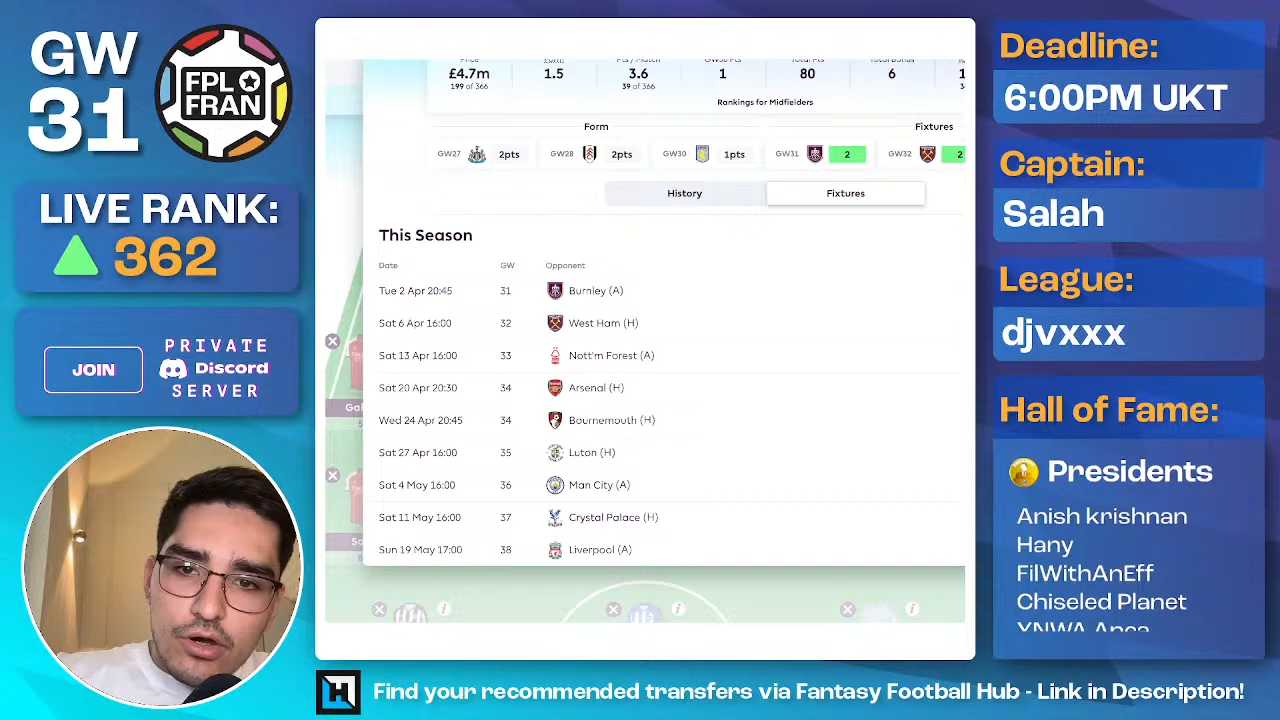 GW
31
FPL
FRAN
LIVE RANK:
362
JOIN
PRIVATE
Discord
SERVER
£4.7m
1.5
3.6
1
80
6
199 of 366
39 of 366
Rankings for Midfielders
Form
Fixtures
GW27 2pts
GW28 2pts
GW30 1pts
GW31 2
GW32 2
History
Fixtures
This Season
Date GW Opponent
Tue 2 Apr 20:45 31 Burnley (A)
Sat 6 Apr 16:00 32 West Ham (H)
Sat 13 Apr 16:00 33 Nott'm Forest (A)
Sat 20 Apr 20:30 34 Arsenal (H)
Wed 24 Apr 20:45 34 Bournemouth (H)
Sat 27 Apr 16:00 35 Luton (H)
Sat 4 May 16:00 36 Man City (A)
Sat 11 May 16:00 37 Crystal Palace (H)
Sun 19 May 17:00 38 Liverpool (A)
Deadline:
6:00PM UKT
Captain:
Salah
League:
djvxxx
Hall of Fame:
Presidents
Anish krishnan
Hany
FilWithAnEff
Chiseled Planet
Find your recommended transfers via Fantasy Football Hub - Link in Description!